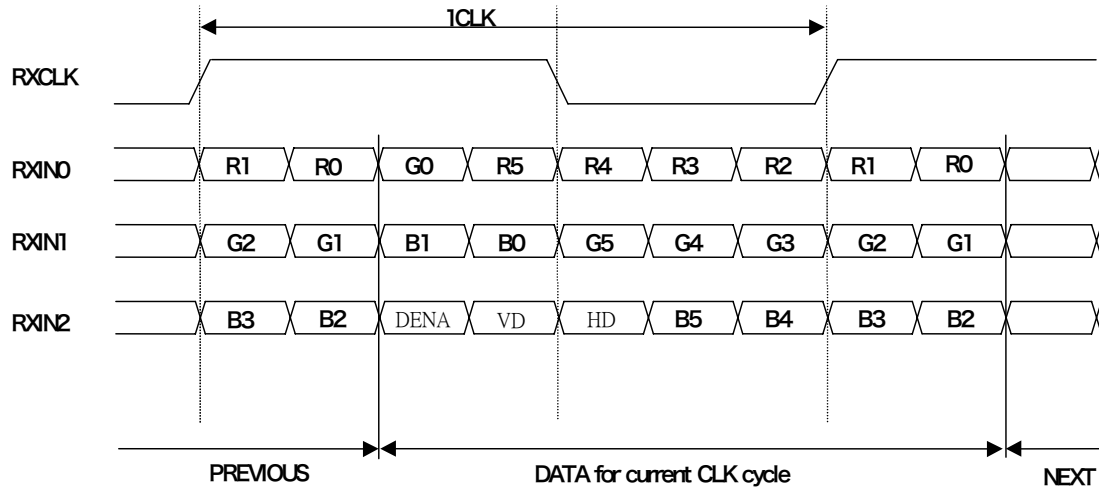 1CLK
RXCLK
RXIN0 R1 R0 G0 R5 R4 R3 R2 R1 R0
RXIN1 G2 G1 B1 B0 G5 G4 G3 G2 G1
RXIN2 B3 B2 DENA VD HD B5 B4 B3 B2
PREVIOUS DATA for current CLK cycle NEXT